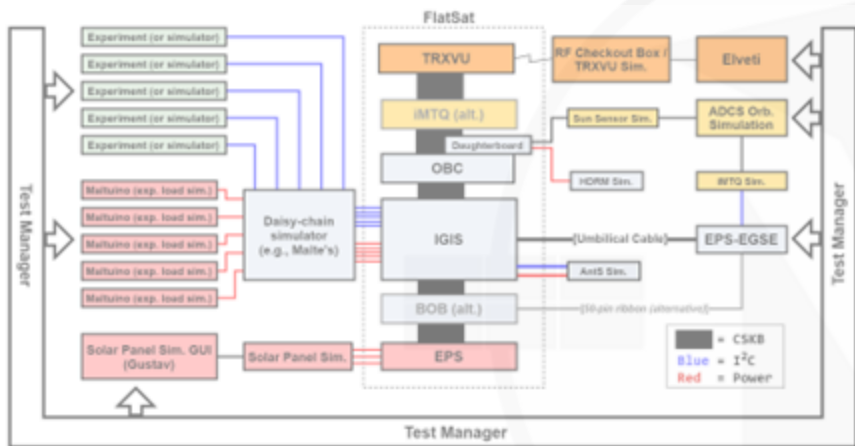 FlatSat
Experiment (or simulator)
Experiment (or simulator)
Experiment (or simulator)
Experiment (or simulator)
Experiment (or simulator)
TRXVU
RF Checkout Box /
TRXVU Sim.
Elveti
iMTQ (alt.)
Daughterboard
Sun Sensor Sim.
ADCS Orb.
Simulation
OBC
HDRM Sim.
iMTQ Sim.
Test Manager
Maltuino (exp. load sim.)
Maltuino (exp. load sim.)
Maltuino (exp. load sim.)
Maltuino (exp. load sim.)
Maltuino (exp. load sim.)
Daisy-chain
simulator
(e.g., Malte's)
IGIS
[Umbilical Cable]
EPS-EGSE
AntS Sim.
Test Manager
BOB (alt.)
ribbon (alternative)]
Solar Panel Sim. GUI
(Gustav)
Solar Panel Sim.
EPS
= CSKB
Blue = I²C
Red = Power
Test Manager